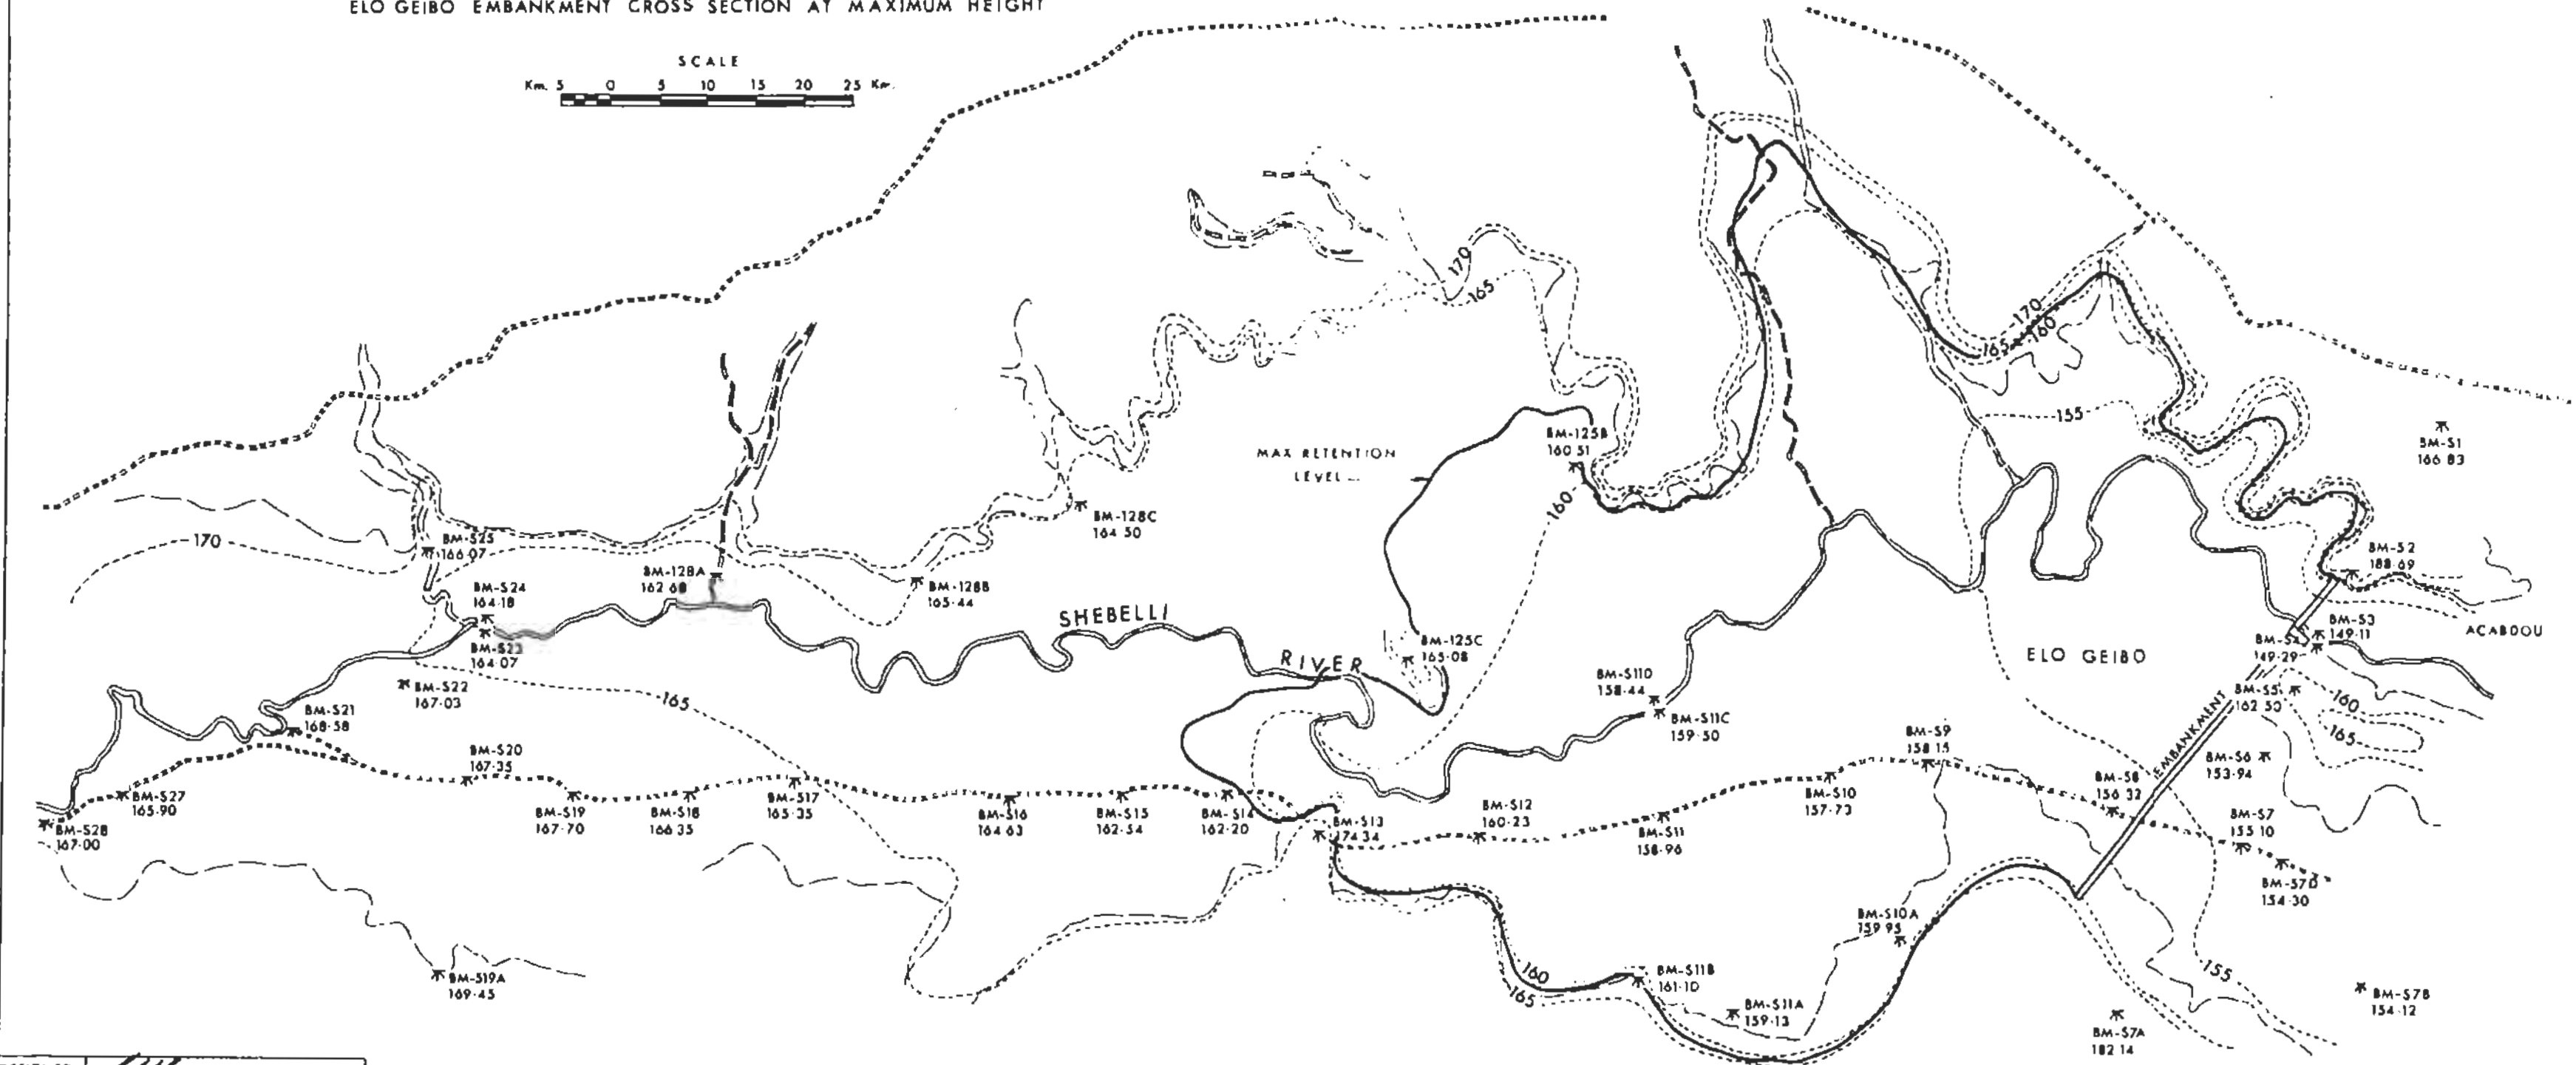 ELO GEIBO EMBANKMENT CROSS SECTION AT MAXIMUM HEIGHT
SCALE
Km. 5 0 5 10 15 20 25 Km.
170
165
170
165
160
155
MAX RETENTION
LEVEL
BM-125B
160 51
160
BM-S1
166 83
170
BM-S25
166·07
BM-S24
164·18
BM-S23
164·07
BM-128A
162 68
BM-128B
165·44
BM-128C
164 50
SHEBELLI
RIVER
BM-125C
165·08
BM-S2
188·69
BM-S3
149·11
BM-S4
149·29
ACABDOU
ELO GEIBO
BM-S5
162 50
160
165
EMBANKMENT
BM-S22
167·03
165
BM-S21
168·58
BM-S20
167·35
BM-S11D
158·44
BM-S11C
159·50
BM-S9
158 15
BM-S6
153·94
BM-S8
156 32
BM-S7
155 10
BM-S7D
154·30
BM-S10
157·73
BM-S12
160·23
BM-S11
158·96
BM-S27
165·90
BM-S28
167·00
BM-S19
167·70
BM-S18
166 35
BM-S17
165·35
BM-S16
164 63
BM-S15
162·54
BM-S14
162·20
BM-S13
174 34
BM-S10A
159 95
BM-S19A
169·45
160
165
BM-S11B
161·10
BM-S11A
159·13
155
BM-S7B
154·12
BM-S7A
182 14